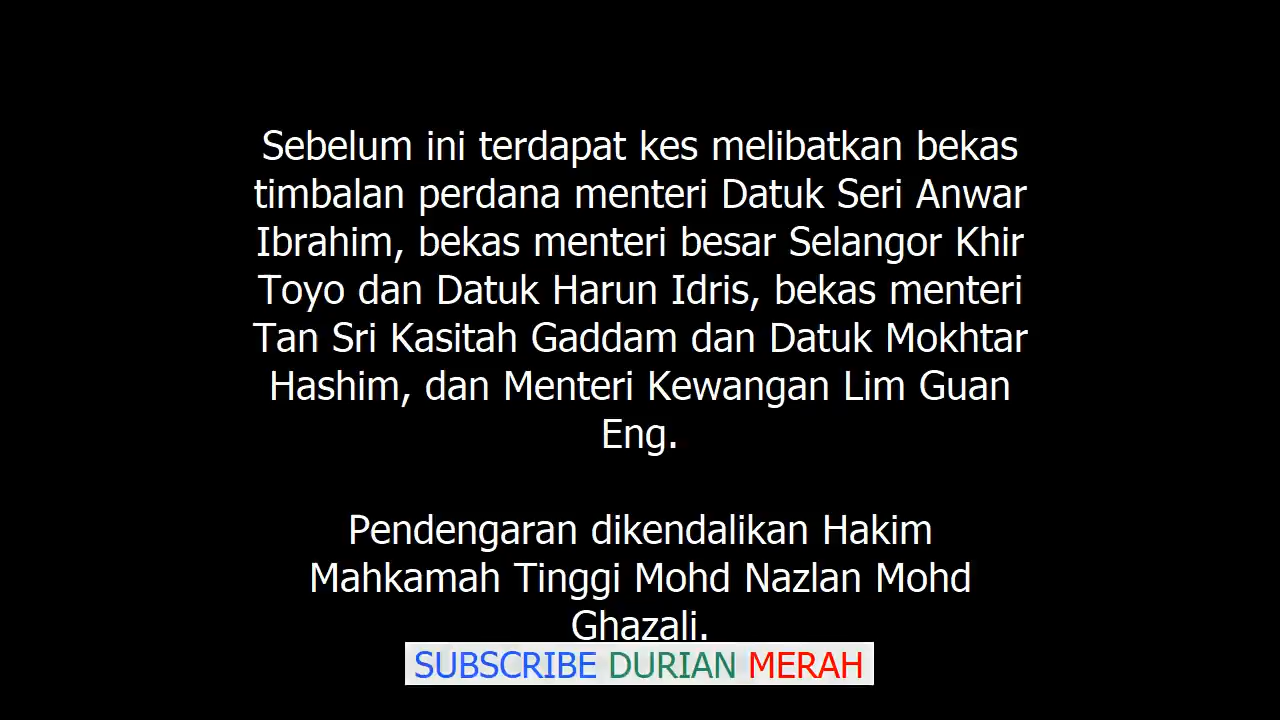 Sebelum ini terdapat kes melibatkan bekas
timbalan perdana menteri Datuk Seri Anwar
Ibrahim, bekas menteri besar Selangor Khir
Toyo dan Datuk Harun Idris, bekas menteri
Tan Sri Kasitah Gaddam dan Datuk Mokhtar
Hashim, dan Menteri Kewangan Lim Guan
Eng.
Pendengaran dikendalikan Hakim
Mahkamah Tinggi Mohd Nazlan Mohd
Ghazali.
SUBSCRIBE DURIAN MERAH